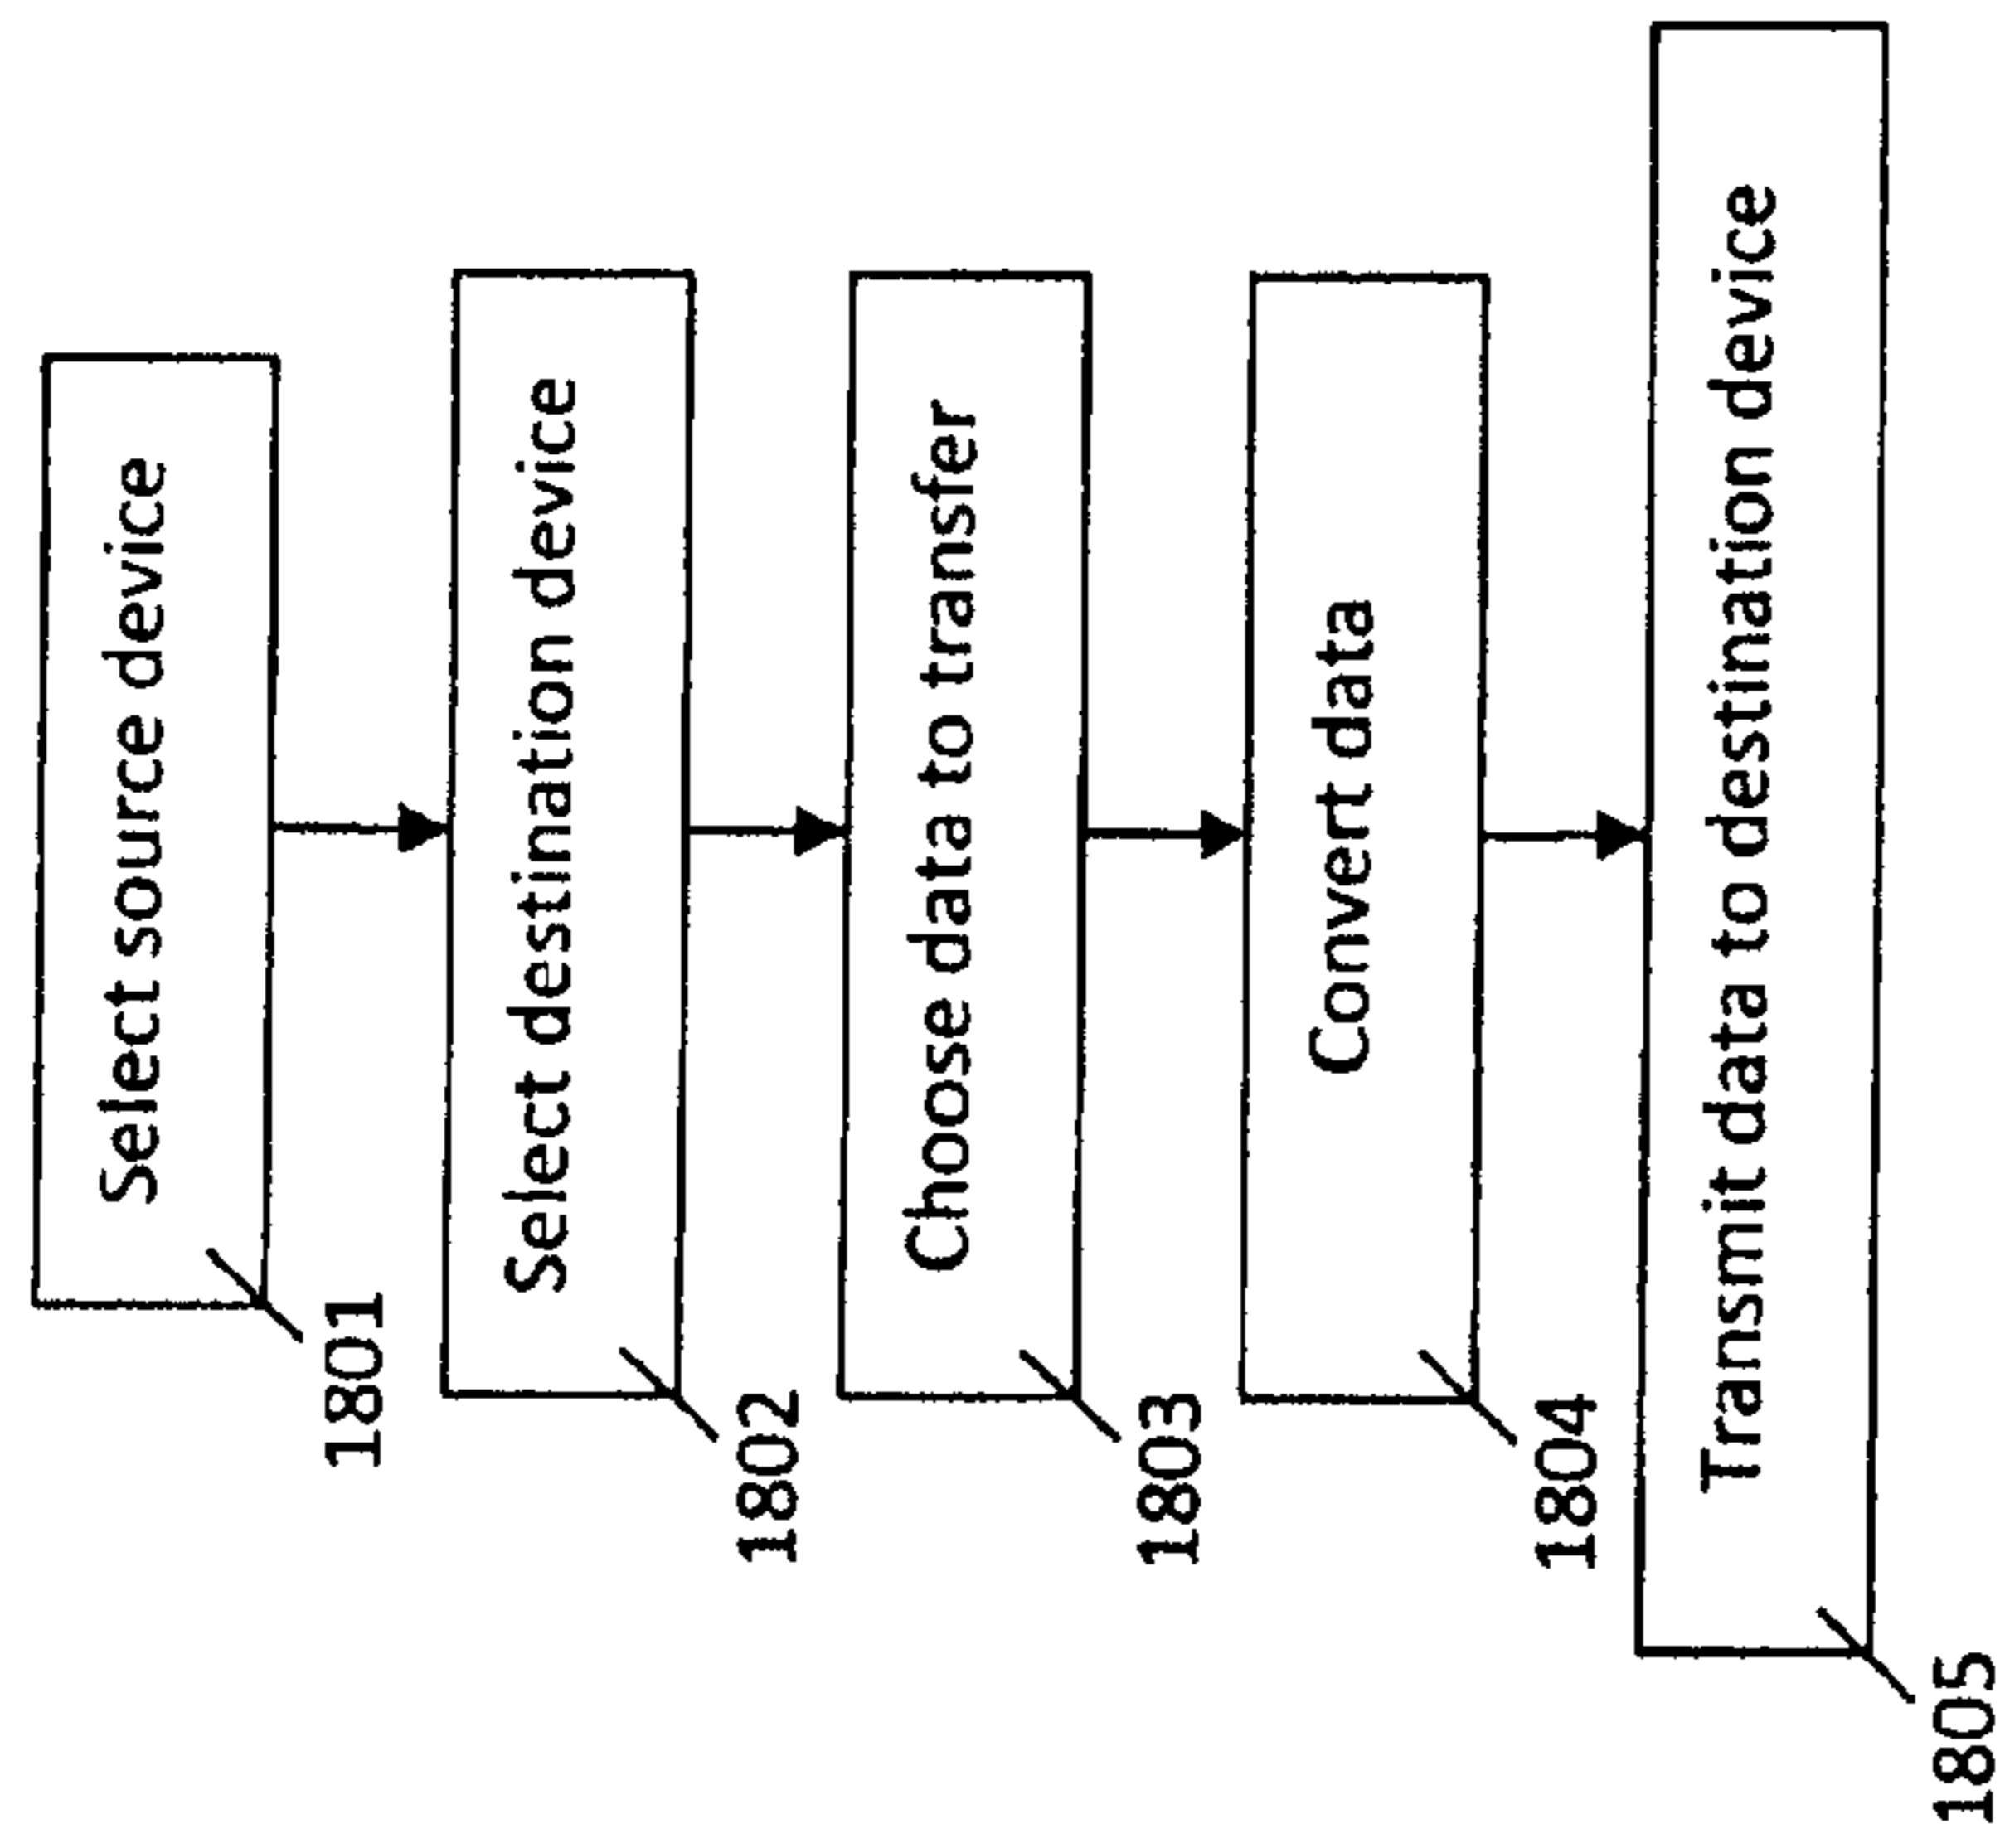 Select source device
1801
Select destination device
1802
Choose data to transfer
1803
Convert data
1804
Transmit data to destination device
1805